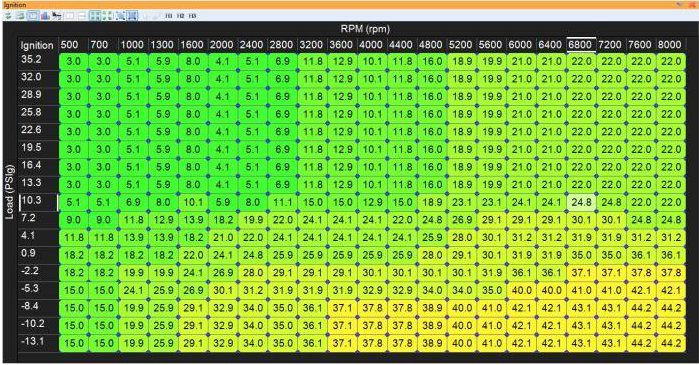 Ignition
H1 H2 H3
RPM (rpm)
Ignition 500 700 1000 1300 1600 2000 2400 2800 3200 3600 4000 4400 4800 5200 5600 6000 6400 6800 7200 7600 8000
35.2 3.0 3.0 5.1 5.9 8.0 4.1 5.1 6.9 11.8 12.9 10.1 11.8 16.0 18.9 19.9 21.0 21.0 22.0 22.0 22.0 22.0
32.0 3.0 3.0 5.1 5.9 8.0 4.1 5.1 6.9 11.8 12.9 10.1 11.8 16.0 18.9 19.9 21.0 21.0 22.0 22.0 22.0 22.0
28.9 3.0 3.0 5.1 5.9 8.0 4.1 5.1 6.9 11.8 12.9 10.1 11.8 16.0 18.9 19.9 21.0 21.0 22.0 22.0 22.0 22.0
25.8 3.0 3.0 5.1 5.9 8.0 4.1 5.1 6.9 11.8 12.9 10.1 11.8 16.0 18.9 19.9 21.0 21.0 22.0 22.0 22.0 22.0
22.6 3.0 3.0 5.1 5.9 8.0 4.1 5.1 6.9 11.8 12.9 10.1 11.8 16.0 18.9 19.9 21.0 21.0 22.0 22.0 22.0 22.0
19.5 3.0 3.0 5.1 5.9 8.0 4.1 5.1 6.9 11.8 12.9 10.1 11.8 16.0 18.9 19.9 21.0 21.0 22.0 22.0 22.0 22.0
16.4 3.0 3.0 5.1 5.9 8.0 4.1 5.1 6.9 11.8 12.9 10.1 11.8 16.0 18.9 19.9 21.0 21.0 22.0 22.0 22.0 22.0
13.3 3.0 3.0 5.1 5.9 8.0 4.1 5.1 6.9 11.8 12.9 10.1 11.8 16.0 18.9 19.9 21.0 21.0 22.0 22.0 22.0 22.0
Load (PSIg)
10.3 5.1 5.1 6.9 8.0 10.1 5.9 8.0 11.1 15.0 15.0 12.9 15.0 18.9 23.1 23.1 24.1 24.1 24.8 24.8 22.0 22.0
7.2 9.0 9.0 11.8 12.9 13.9 18.2 19.9 22.0 24.1 24.1 22.0 24.8 26.9 29.1 29.1 29.1 30.1 30.1 24.8 24.8
4.1 11.8 11.8 13.9 13.9 18.2 21.0 22.0 24.1 24.1 24.1 24.1 24.1 25.9 28.0 30.1 31.2 31.2 31.9 31.9 31.2 31.2
0.9 18.2 18.2 18.2 18.2 22.0 24.1 24.8 25.9 25.9 25.9 25.9 25.9 28.0 29.1 30.1 31.9 31.9 35.0 35.0 36.1 36.1
-2.2 18.2 18.2 19.9 19.9 24.1 26.9 28.0 29.1 29.1 29.1 30.1 30.1 30.1 30.1 31.9 36.1 36.1 37.1 37.1 37.8 37.8
-5.3 15.0 15.0 24.1 25.9 26.9 30.1 31.2 31.9 31.9 31.9 32.9 32.9 34.0 34.0 35.0 40.0 40.0 41.0 41.0 42.1 42.1
-8.4 15.0 15.0 19.9 25.9 29.1 32.9 34.0 35.0 36.1 37.1 37.8 37.8 38.9 40.0 41.0 42.1 42.1 43.1 43.1 44.2 44.2
-10.2 15.0 15.0 19.9 25.9 29.1 32.9 34.0 35.0 36.1 37.1 37.8 37.8 38.9 40.0 41.0 42.1 42.1 43.1 43.1 44.2 44.2
-13.1 15.0 15.0 19.9 25.9 29.1 32.9 34.0 35.0 36.1 37.1 37.8 37.8 38.9 40.0 41.0 42.1 42.1 43.1 43.1 44.2 44.2